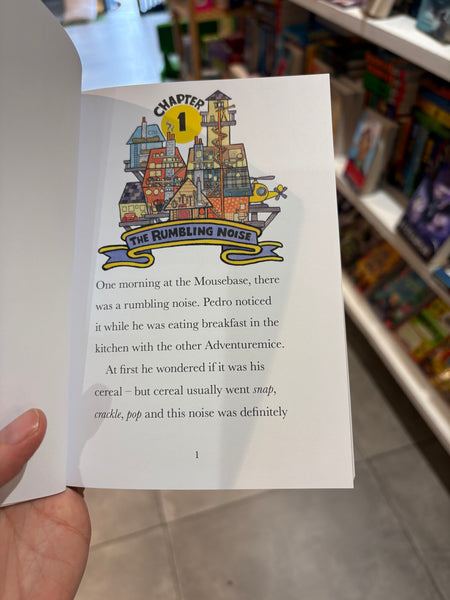 CHAPTER
1
THE RUMBLING NOISE
One morning at the Mousebase, there
was a rumbling noise. Pedro noticed
it while he was eating breakfast in the
kitchen with the other Adventuremice.
At first he wondered if it was his
cereal – but cereal usually went snap,
crackle, pop and this noise was definitely
1